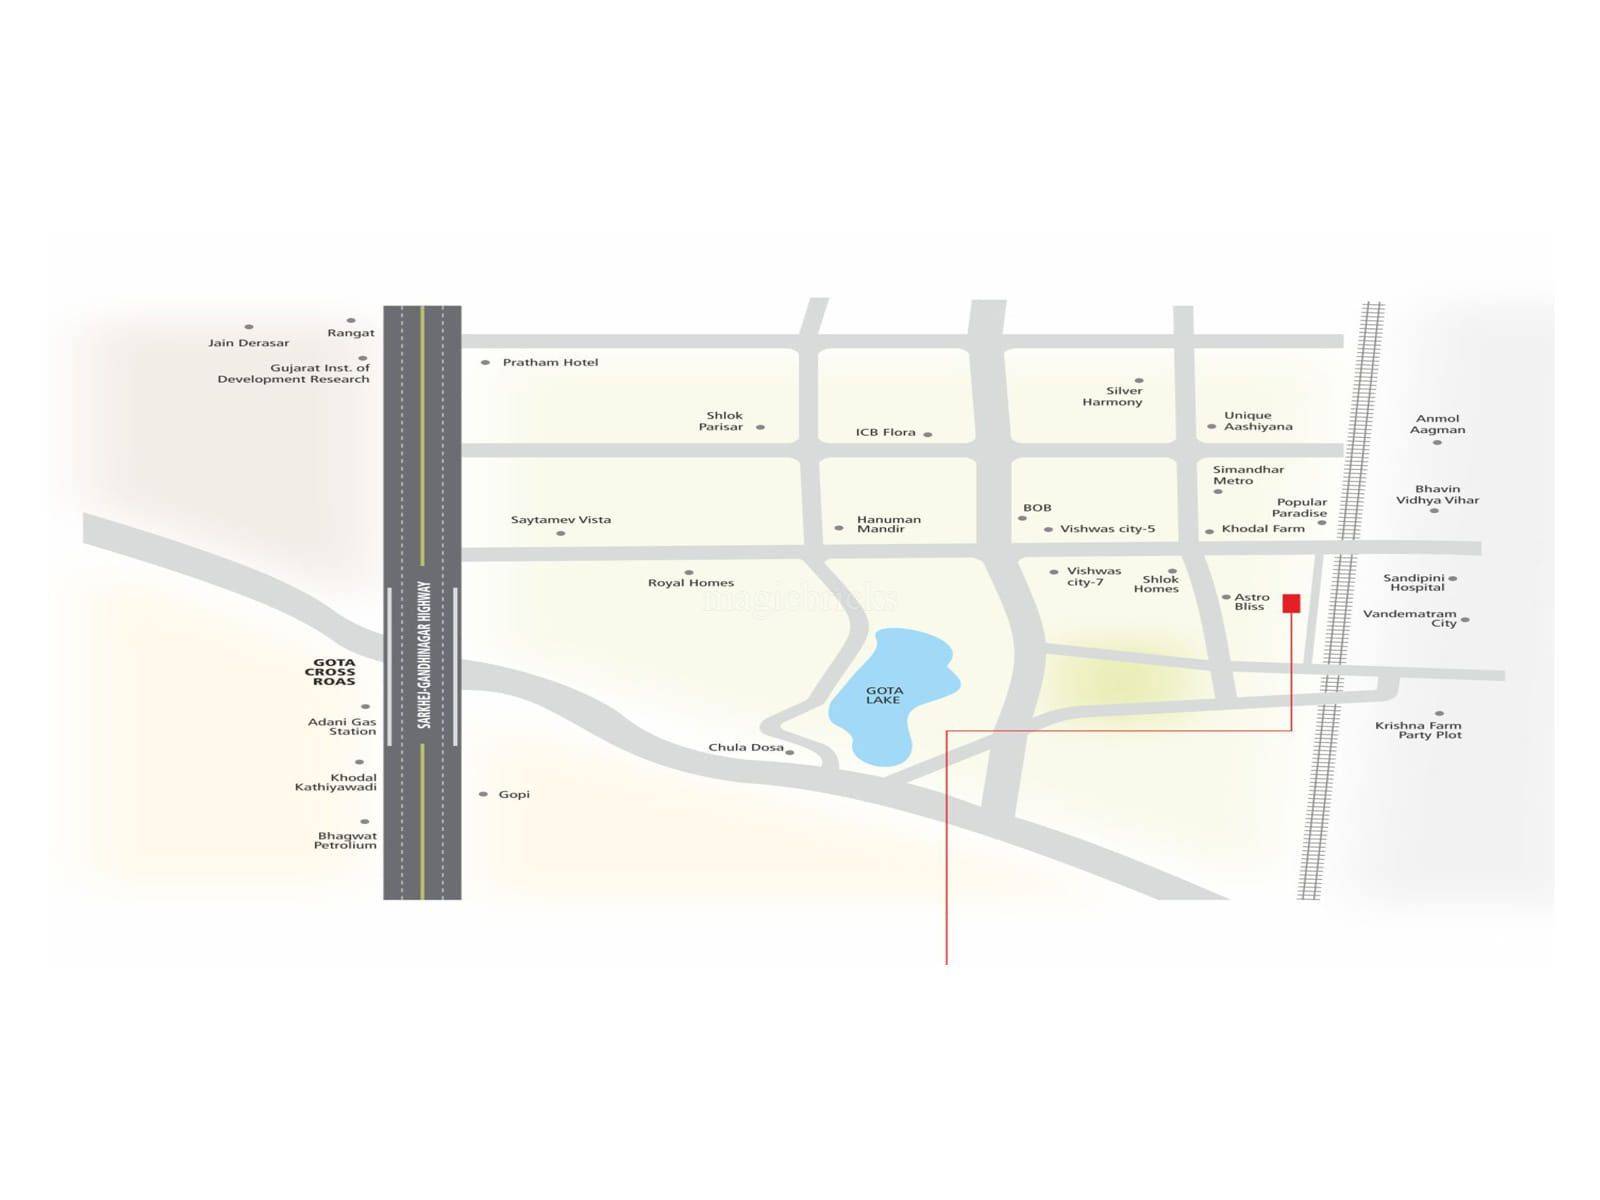 Jain Derasar
Rangat
Gujarat Inst. of
Development Research
Pratham Hotel
Shlok
Parisar
ICB Flora
Silver
Harmony
Unique
Aashiyana
Anmol
Aagman
Simandhar
Metro
Popular
Paradise
Khodal Farm
Bhavin
Vidhya Vihar
Saytamev Vista
Hanuman
Mandir
BOB
Vishwas city-5
Royal Homes
magicbricks
Vishwas
city-7
Shlok
Homes
Astro
Bliss
Sandipini
Hospital
Vandematram
City
SARKHEJ-GANDHINAGAR HIGHWAY
GOTA
CROSS
ROAS
GOTA
LAKE
Adani Gas
Station
Chula Dosa
Krishna Farm
Party Plot
Khodal
Kathiyawadi
Gopi
Bhagwat
Petrolium